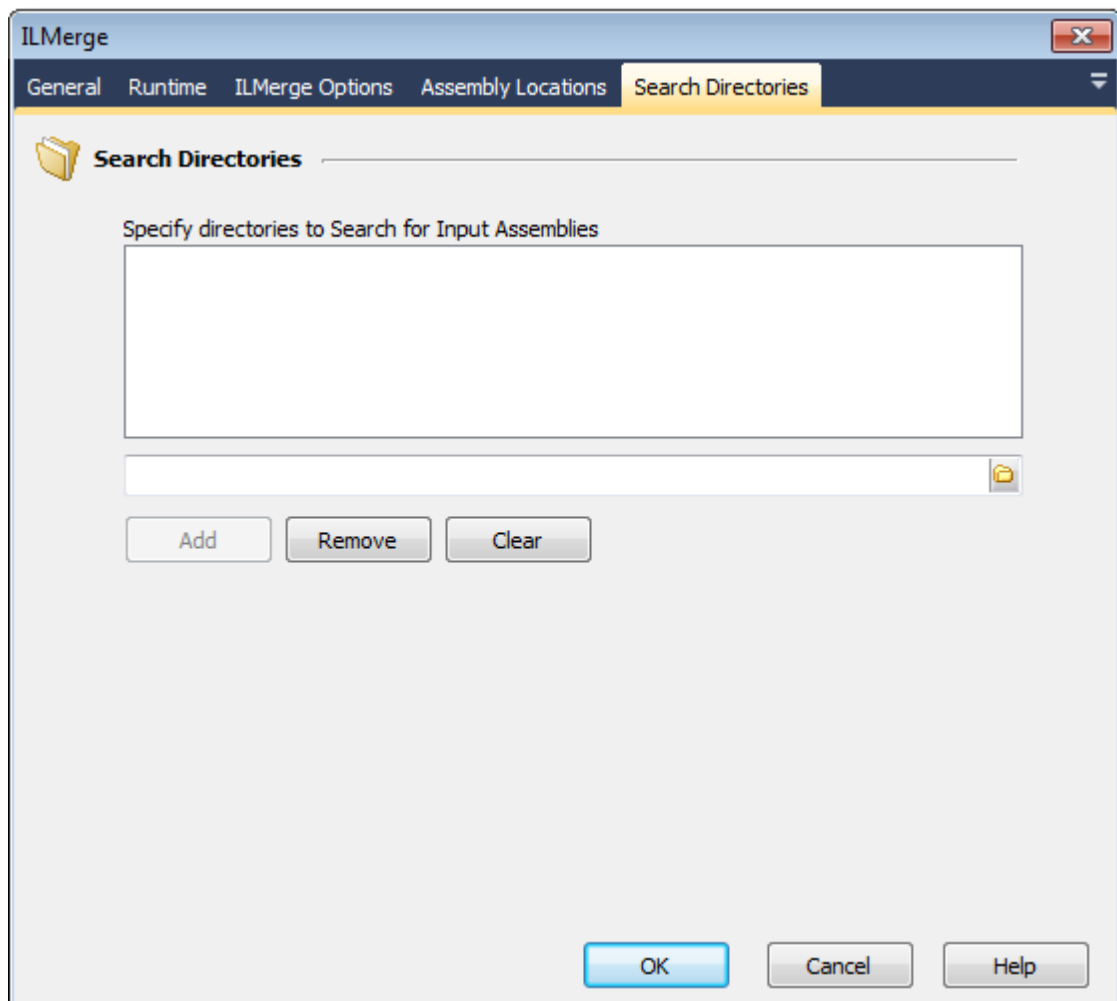 ILMerge
General Runtime ILMerge Options Assembly Locations Search Directories
Search Directories
Specify directories to Search for Input Assemblies
Add Remove Clear
OK Cancel Help